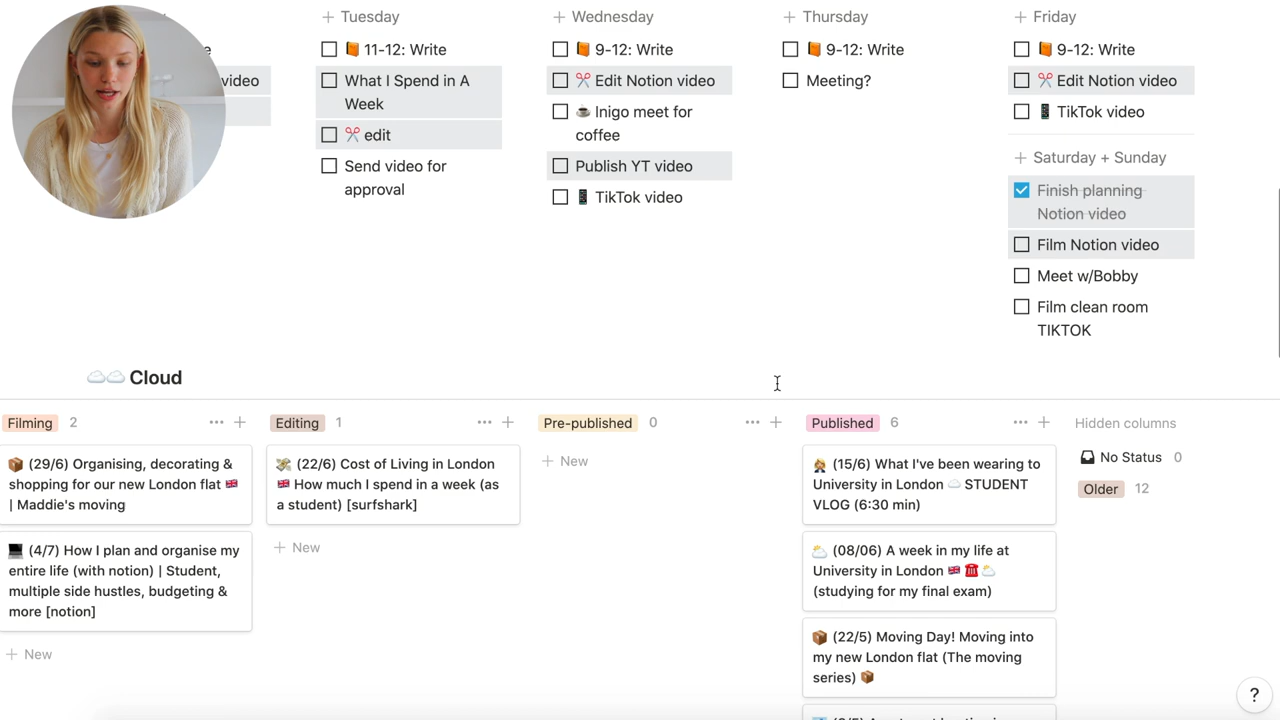 video
+ Tuesday
📙 11-12: Write
What I Spend in A
Week
✂️ edit
Send video for
approval
+ Wednesday
📙 9-12: Write
✂️ Edit Notion video
☕ Inigo meet for
coffee
Publish YT video
📱 TikTok video
+ Thursday
📙 9-12: Write
Meeting?
+ Friday
📙 9-12: Write
✂️ Edit Notion video
📱 TikTok video
+ Saturday + Sunday
Finish planning
Notion video
Film Notion video
Meet w/Bobby
Film clean room
TIKTOK
☁️☁️ Cloud
Filming 2 ••• +
📦 (29/6) Organising, decorating &
shopping for our new London flat 🇬🇧
| Maddie's moving
💻 (4/7) How I plan and organise my
entire life (with notion) | Student,
multiple side hustles, budgeting &
more [notion]
+ New
Editing 1 ••• +
💸 (22/6) Cost of Living in London
🇬🇧 How much I spend in a week (as
a student) [surfshark]
+ New
Pre-published 0 ••• +
+ New
Published 6 ••• +
👩‍🎓 (15/6) What I've been wearing to
University in London ☁️ STUDENT
VLOG (6:30 min)
🌥️ (08/06) A week in my life at
University in London 🇬🇧 ☎️ 🌥️
(studying for my final exam)
📦 (22/5) Moving Day! Moving into
my new London flat (The moving
series) 📦
Hidden columns
No Status 0
Older 12
?